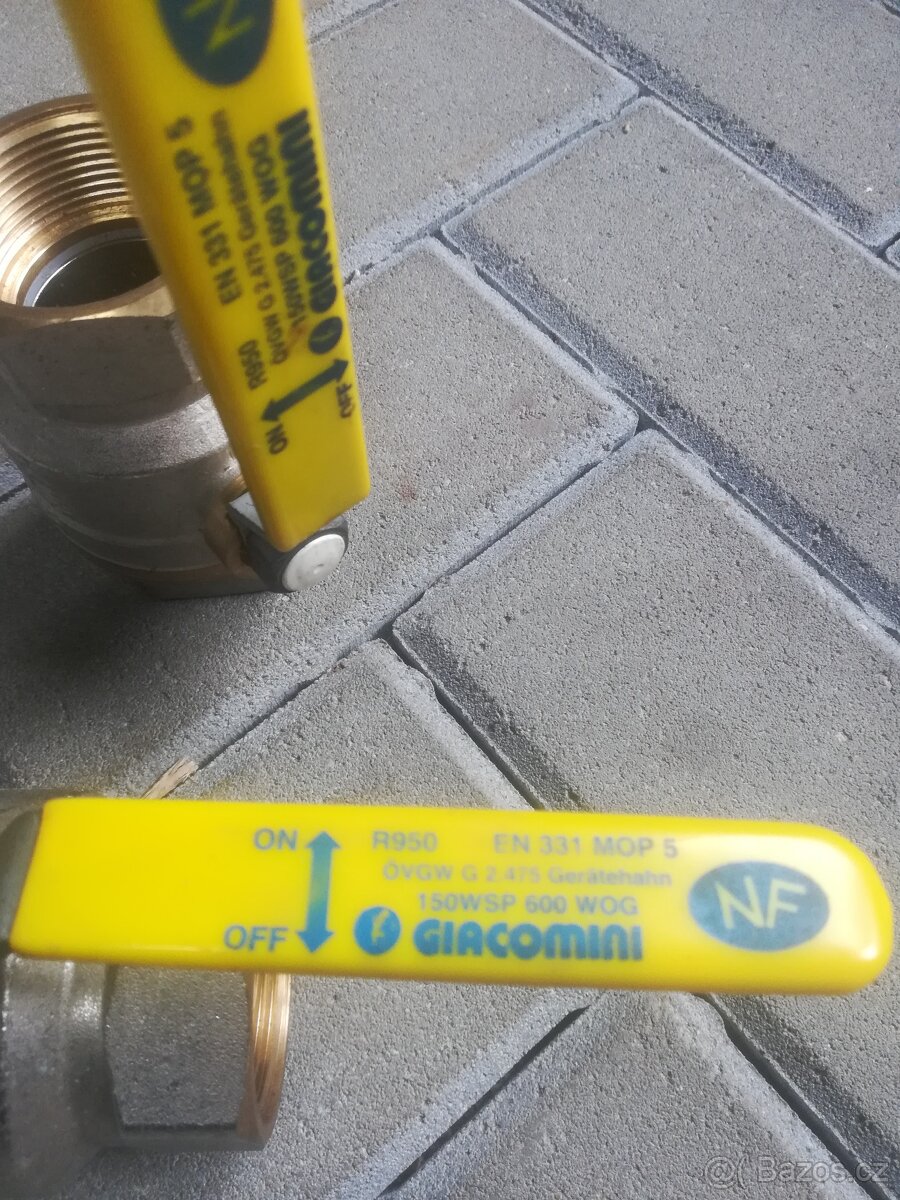 N
EN 331 MOP 5
R950
ÖVGW G 2.475 Gerätehahn
150WSP 600 WOG
GIACOMINI
ON
OFF
ON
OFF
R950 EN 331 MOP 5
ÖVGW G 2.475 Gerätehahn
150WSP 600 WOG
GIACOMINI
NF
@( Bazos.cz